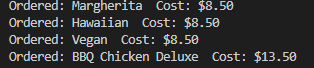 Ordered: Margherita  Cost: $8.50
Ordered: Hawaiian  Cost: $8.50
Ordered: Vegan  Cost: $8.50
Ordered: BBQ Chicken Deluxe  Cost: $13.50